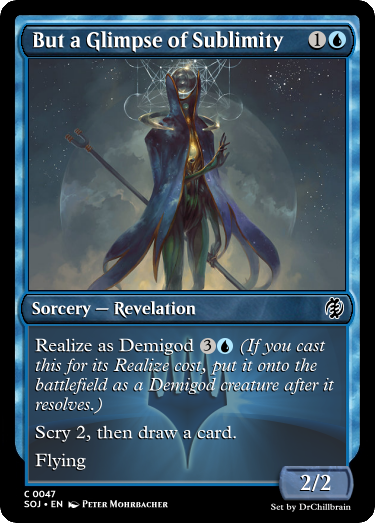 But a Glimpse of Sublimity 1
Sorcery — Revelation
Realize as Demigod 3 (If you cast
this for its Realize cost, put it onto the
battlefield as a Demigod creature after it
resolves.)
Scry 2, then draw a card.
Flying
2/2
C 0047
SOJ • EN Peter Mohrbacher
Set by DrChillbrain